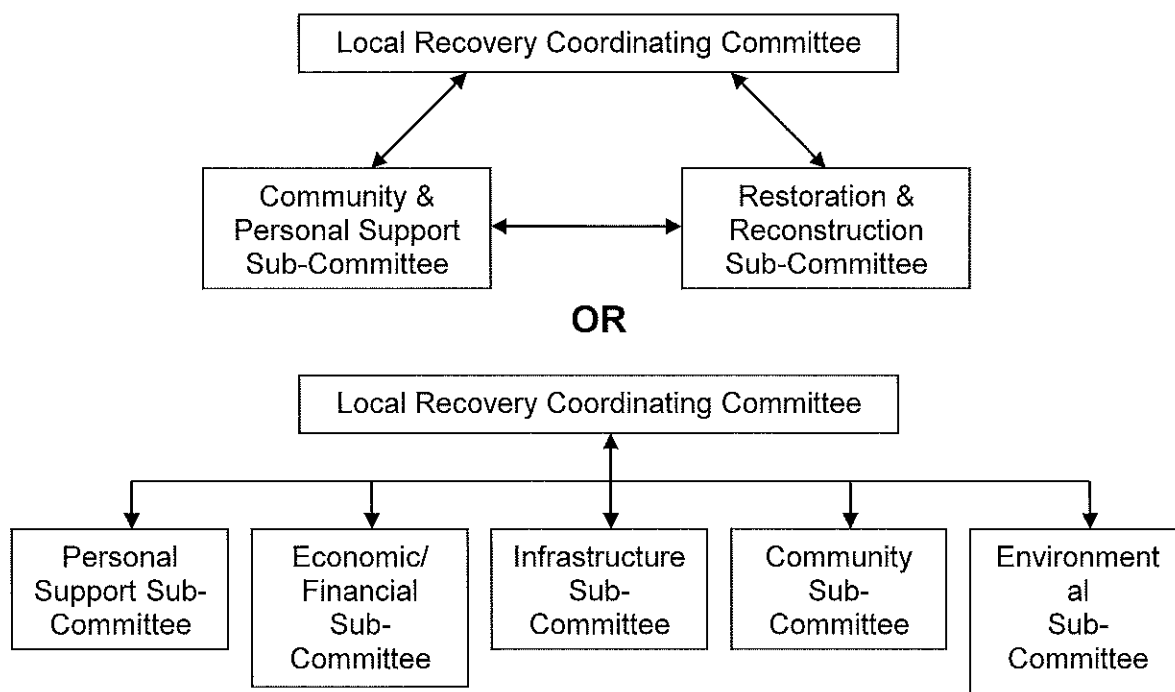 Local Recovery Coordinating Committee
Community &
Personal Support
Sub-Committee
Restoration &
Reconstruction
Sub-Committee
OR
Local Recovery Coordinating Committee
Personal
Support Sub-
Committee
Economic/
Financial
Sub-
Committee
Infrastructure
Sub-
Committee
Community
Sub-
Committee
Environment
al
Sub-
Committee